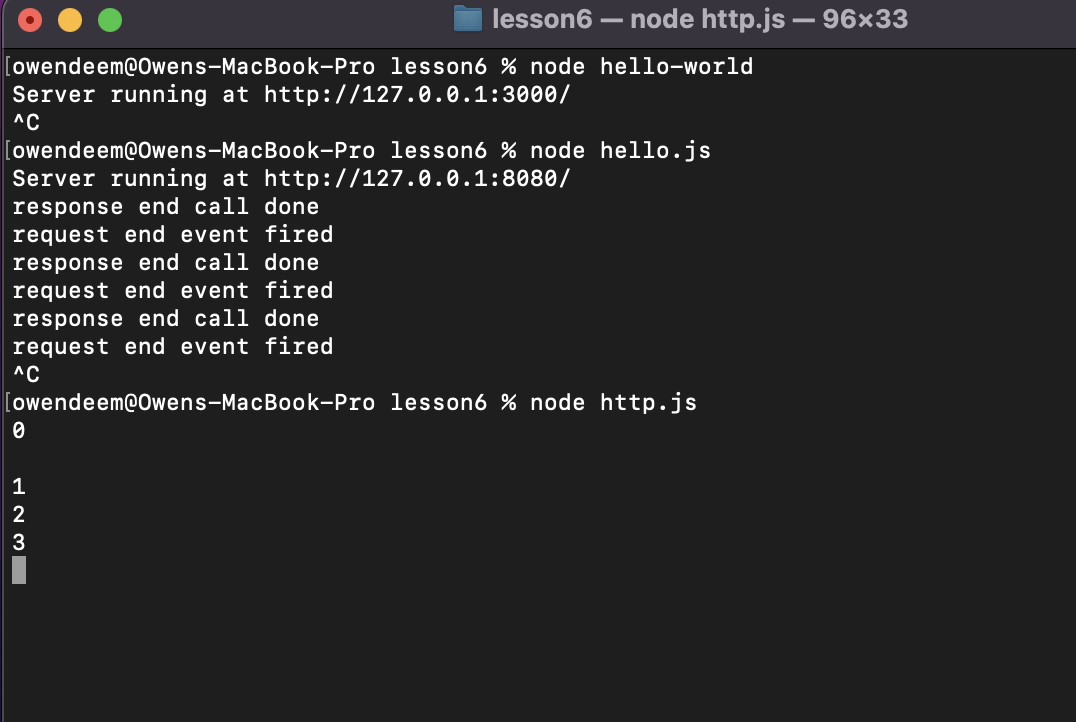 lesson6 — node http.js — 96×33
[owendeem@Owens-MacBook-Pro lesson6 % node hello-world
Server running at http://127.0.0.1:3000/
^C
[owendeem@Owens-MacBook-Pro lesson6 % node hello.js
Server running at http://127.0.0.1:8080/
response end call done
request end event fired
response end call done
request end event fired
response end call done
request end event fired
^C
[owendeem@Owens-MacBook-Pro lesson6 % node http.js
0
1
2
3